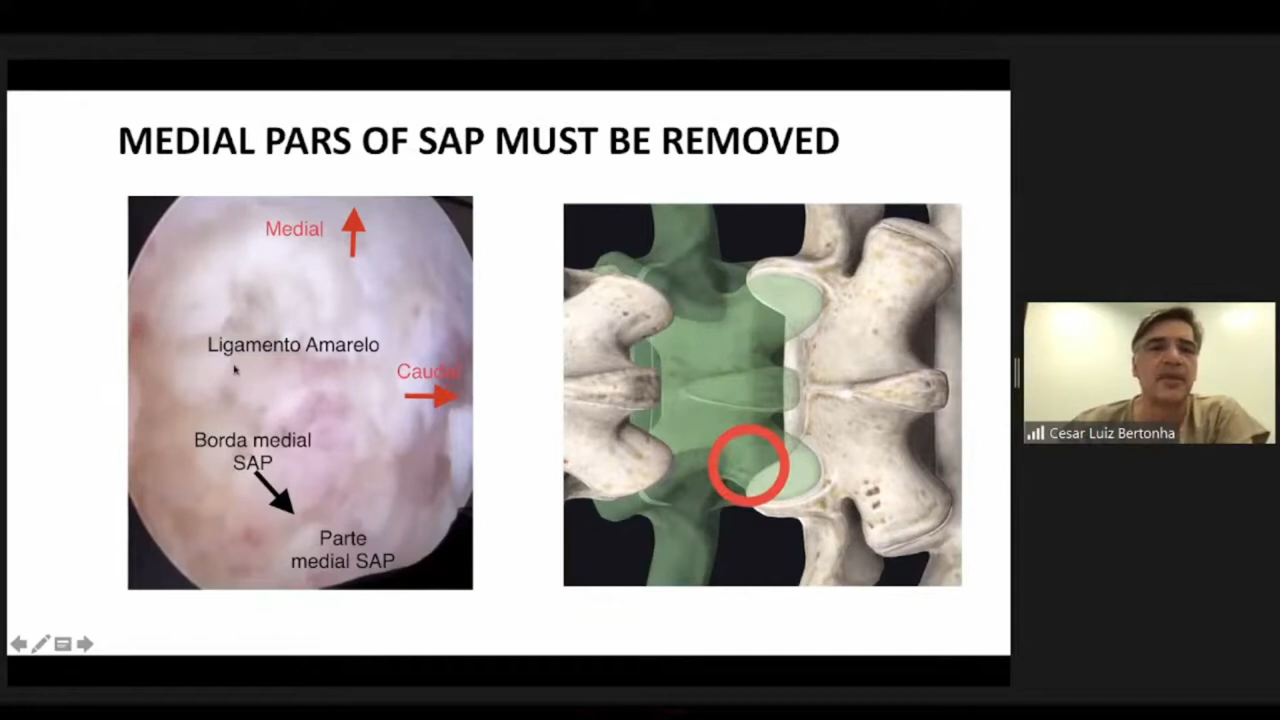 MEDIAL PARS OF SAP MUST BE REMOVED
Medial
Ligamento Amarelo
Caudal
Borda medial
SAP
Parte
medial SAP
Cesar Luiz Bertonha